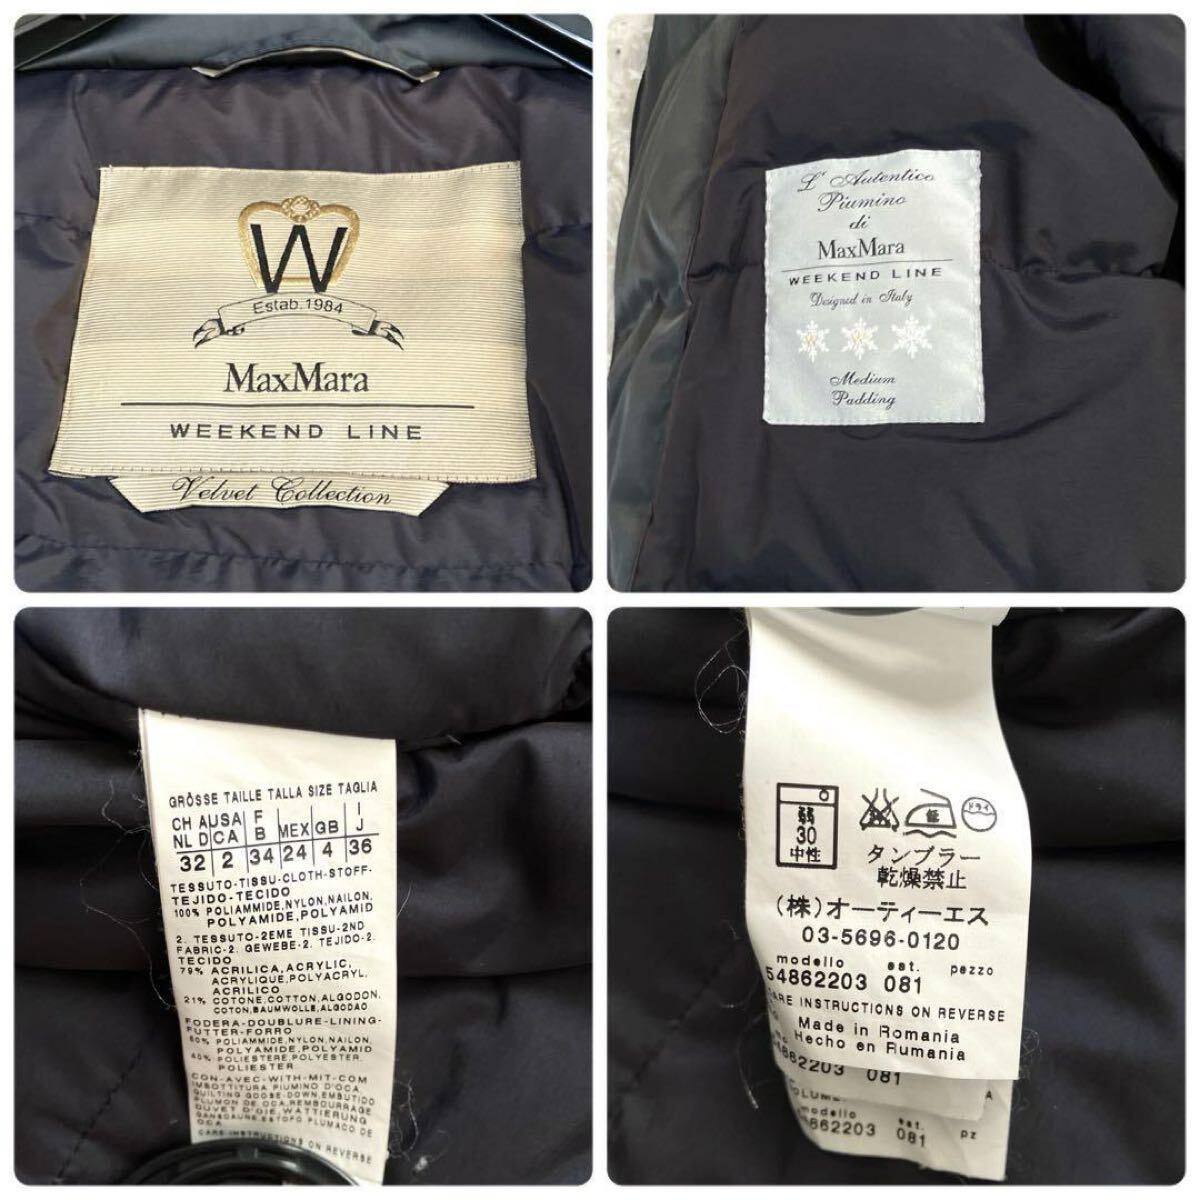 W
Estab.1984
MaxMara
WEEKEND LINE
Velvet Collection
L'Autentico
Piumino
di
MaxMara
WEEKEND LINE
Designed in Italy
Medium
Padding
GRÖSSE TAILLE TALLA SIZE TAGLIA
CH AUSA F I
NL D CA B MEX GB J
32 2 34 24 4 36
TESSUTO-TISSU-CLOTH-STOFF-
TEJIDO-TECIDO
100% POLIAMMIDE,NYLON,NAILON,
POLYAMIDE,POLYAMID
2. TESSUTO-2EME TISSU-2ND
FABRIC-2. GEWEBE-2. TEJIDO-2.
TECIDO
79% ACRILICA,ACRYLIC,
ACRYLIQUE,POLYACRYL,
ACRILICO
21% COTONE,COTTON,ALGODON,
COTON,BAUMWOLLE,ALGODAO
FODERA-DOUBLURE-LINING-
FUTTER-FORRO
60% POLIAMMIDE,NYLON,NAILON,
POLYAMIDE,POLYAMID
40% POLIESTERE,POLYESTER,
POLIESTER
CON-AVEC-WITH-MIT-COM
IMBOTTITURA PIUMINO D'OCA,
QUILTING GOOSE-DOWN,EMBUTIDO
PLUMON DE OCA,REMBOURRAGE
DUVET D'OIE,WATTIERUNG
GANSDAUNE,ESTOFO PLUMACO DE
OCA
CARE INSTRUCTIONS ON REVERSE
弱
30
中性
低
ドライ
タンブラー
乾燥禁止
(株)オーティーエス
03-5696-0120
modello est. pezzo
54862203 081
CARE INSTRUCTIONS ON REVERSE
Made in Romania
Hecho en Rumania
54862203 081
modello est. pz
54862203 081